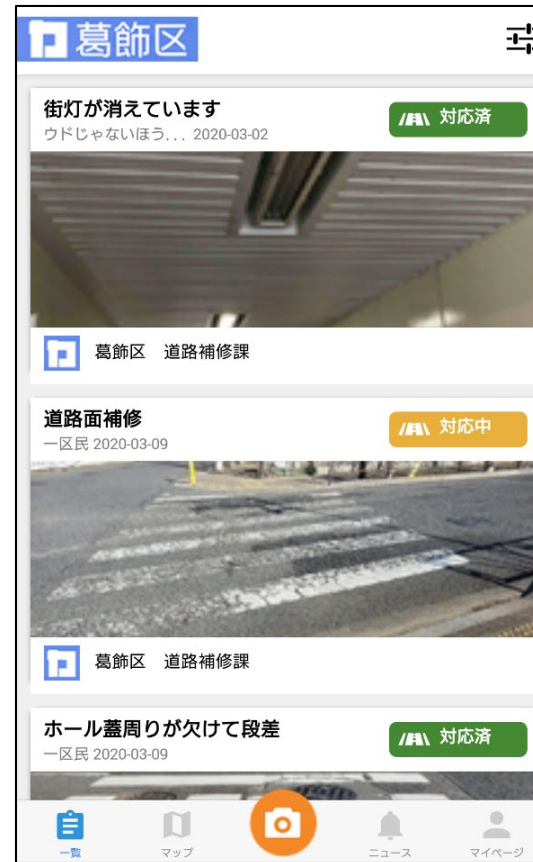 葛飾区
街灯が消えています
ウドじゃないほう... 2020-03-02
対応済
葛飾区 道路補修課
道路面補修
一区民 2020-03-09
対応中
葛飾区 道路補修課
ホール蓋周りが欠けて段差
一区民 2020-03-09
対応済
一覧
マップ
ニュース
マイページ